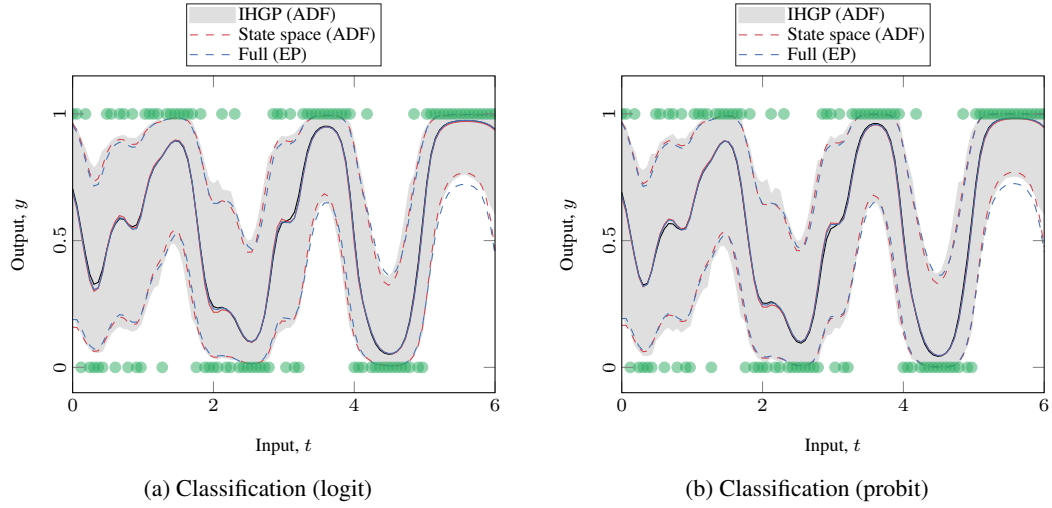 IHGP (ADF)
State space (ADF)
Full (EP)
1
0.5
0
Output, y
0 2 4 6
Input, t
(a) Classification (logit)
IHGP (ADF)
State space (ADF)
Full (EP)
1
0.5
0
Output, y
0 2 4 6
Input, t
(b) Classification (probit)